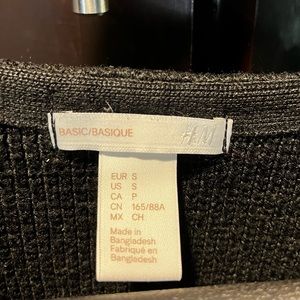 BASIC/BASIQUE H&M
EUR S
US S
CA P
CN 165/88A
MX CH
Made in
Bangladesh
Fabriqué en
Bangladesh